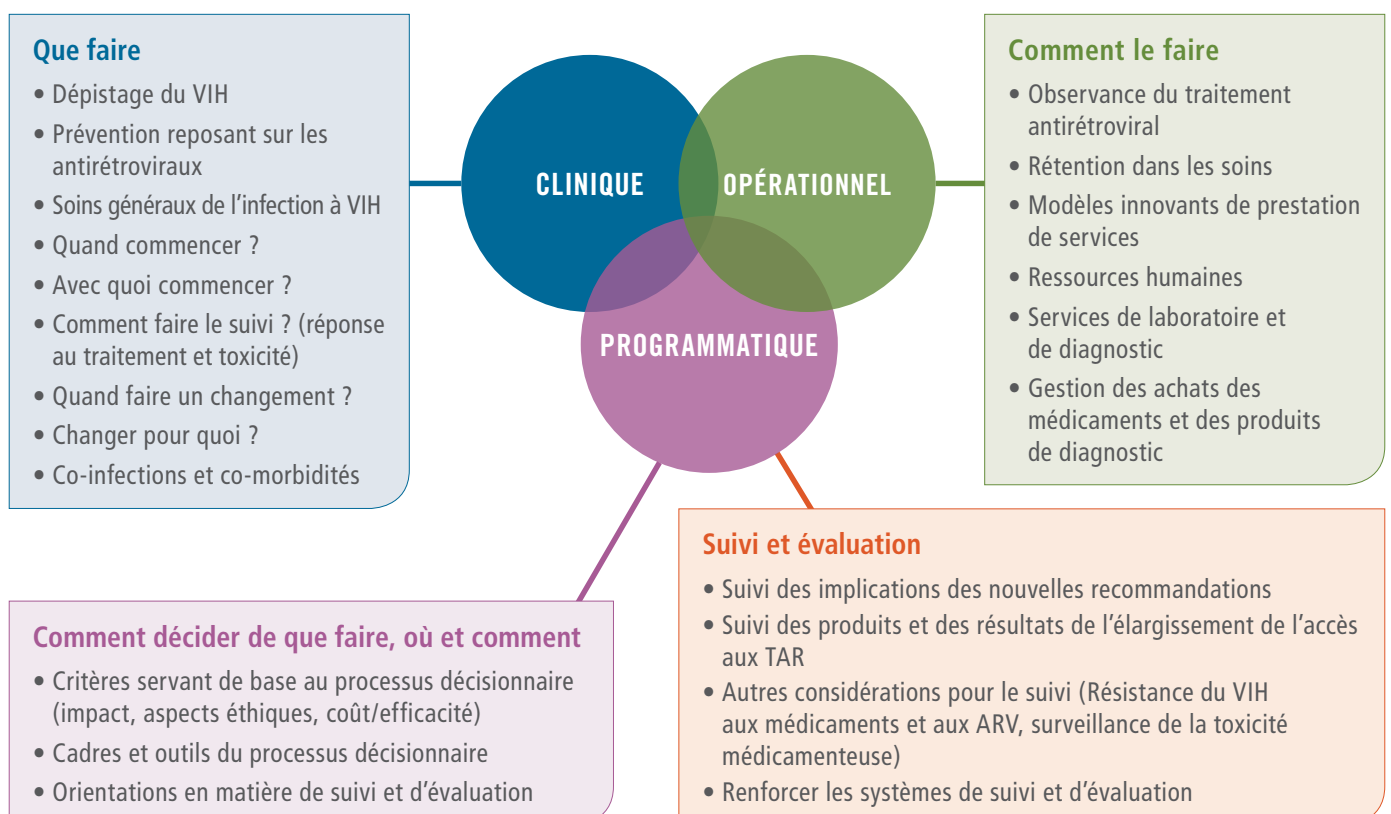 Que faire
• Dépistage du VIH
• Prévention reposant sur les
antirétroviraux
• Soins généraux de l'infection à VIH
• Quand commencer ?
• Avec quoi commencer ?
• Comment faire le suivi ? (réponse
au traitement et toxicité)
• Quand faire un changement ?
• Changer pour quoi ?
• Co-infections et co-morbidités
CLINIQUE
OPÉRATIONNEL
PROGRAMMATIQUE
Comment le faire
• Observance du traitement
antirétroviral
• Rétention dans les soins
• Modèles innovants de prestation
de services
• Ressources humaines
• Services de laboratoire et
de diagnostic
• Gestion des achats des
médicaments et des produits
de diagnostic
Comment décider de que faire, où et comment
• Critères servant de base au processus décisionnaire
(impact, aspects éthiques, coût/efficacité)
• Cadres et outils du processus décisionnaire
• Orientations en matière de suivi et d'évaluation
Suivi et évaluation
• Suivi des implications des nouvelles recommandations
• Suivi des produits et des résultats de l'élargissement de l'accès
aux TAR
• Autres considérations pour le suivi (Résistance du VIH
aux médicaments et aux ARV, surveillance de la toxicité
médicamenteuse)
• Renforcer les systèmes de suivi et d'évaluation